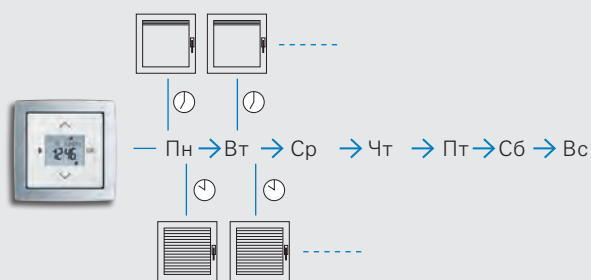 12:46
Пн → Вт → Ср → Чт → Пт → Сб → Вс